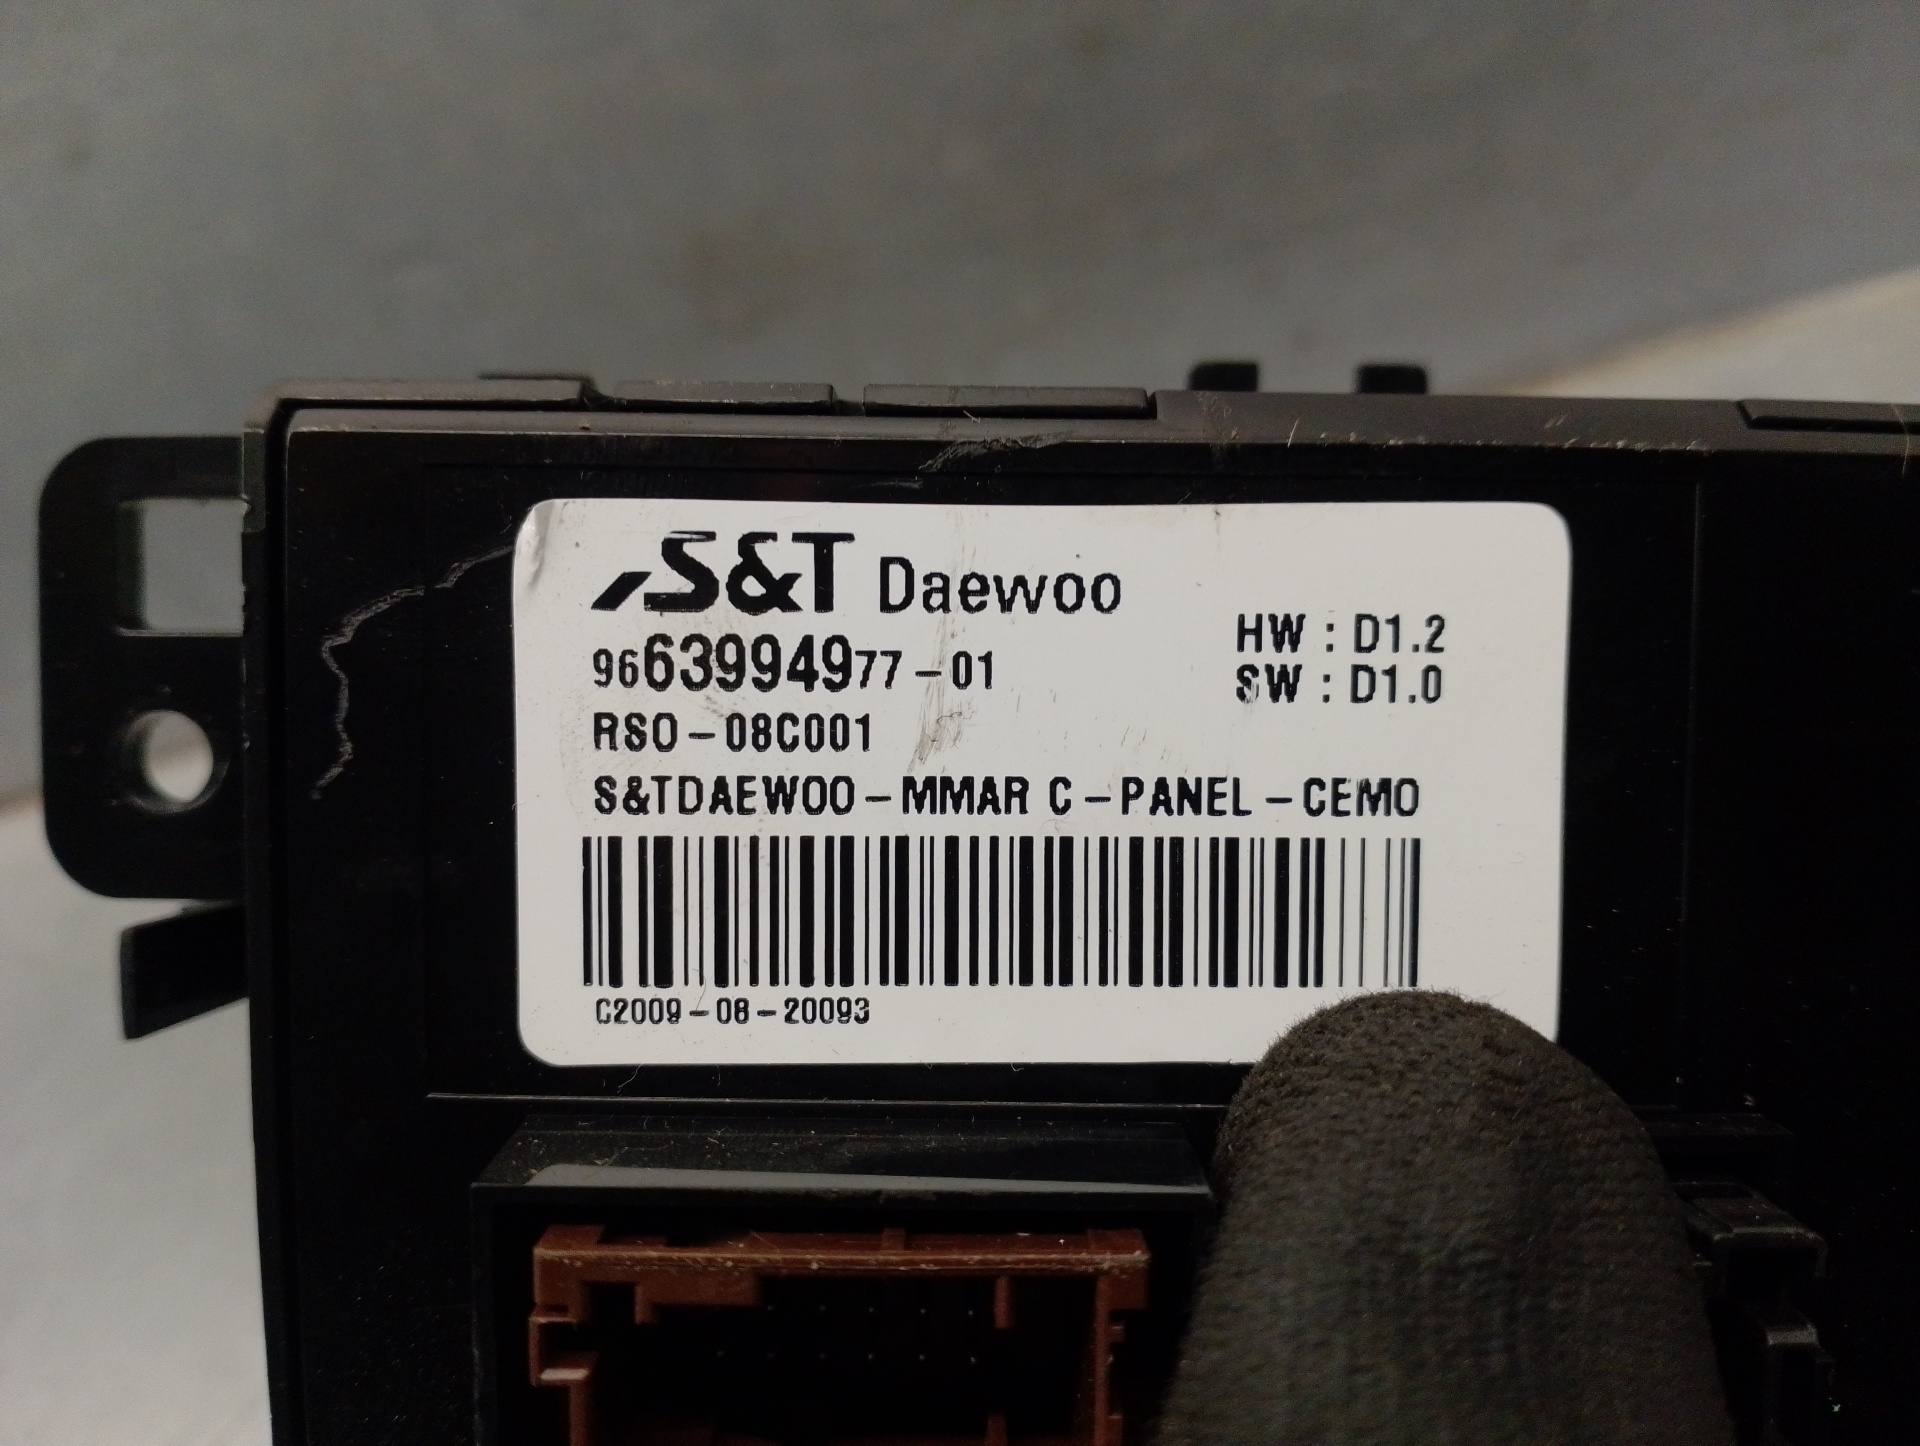 S&T Daewoo
9663994977-01
HW : D1.2
SW : D1.0
RSO-08C001
S&TDAEWOO-MMAR C-PANEL-CEMO
C2009-08-20093